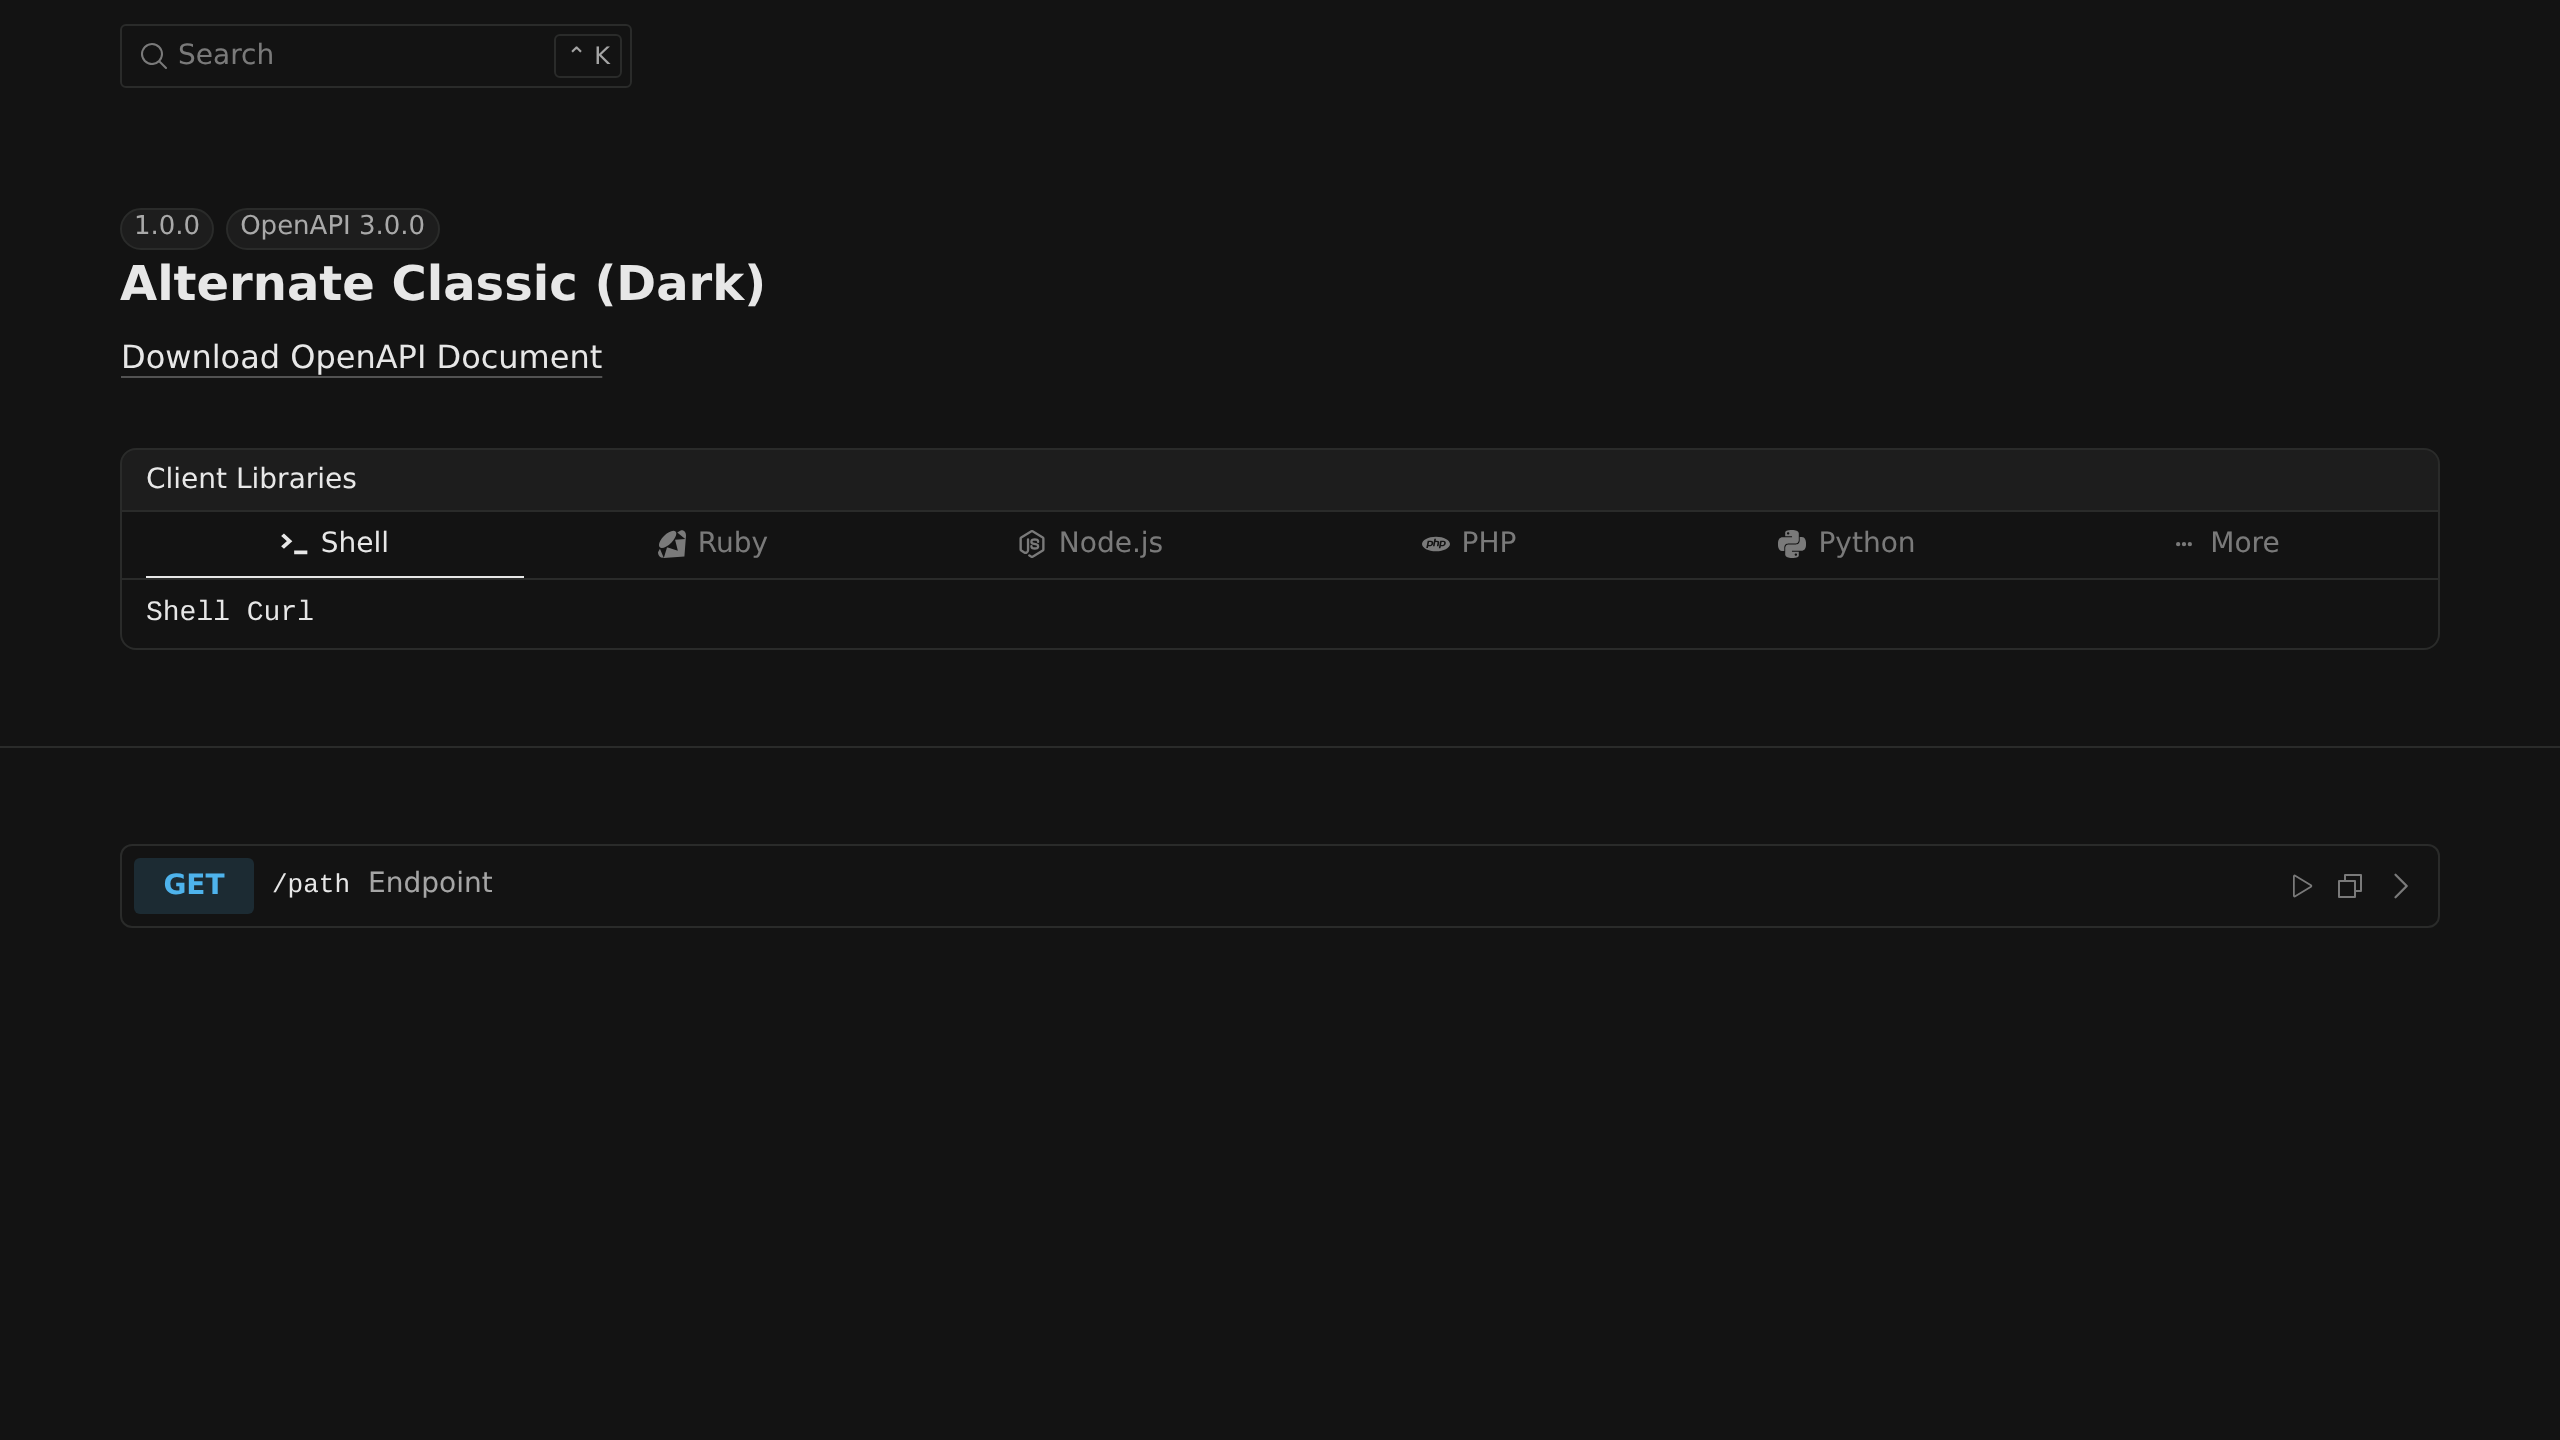 Search ⌃ K
1.0.0 OpenAPI 3.0.0
Alternate Classic (Dark)
Download OpenAPI Document
Client Libraries
Shell Ruby Node.js PHP Python More
Shell Curl
GET /path Endpoint